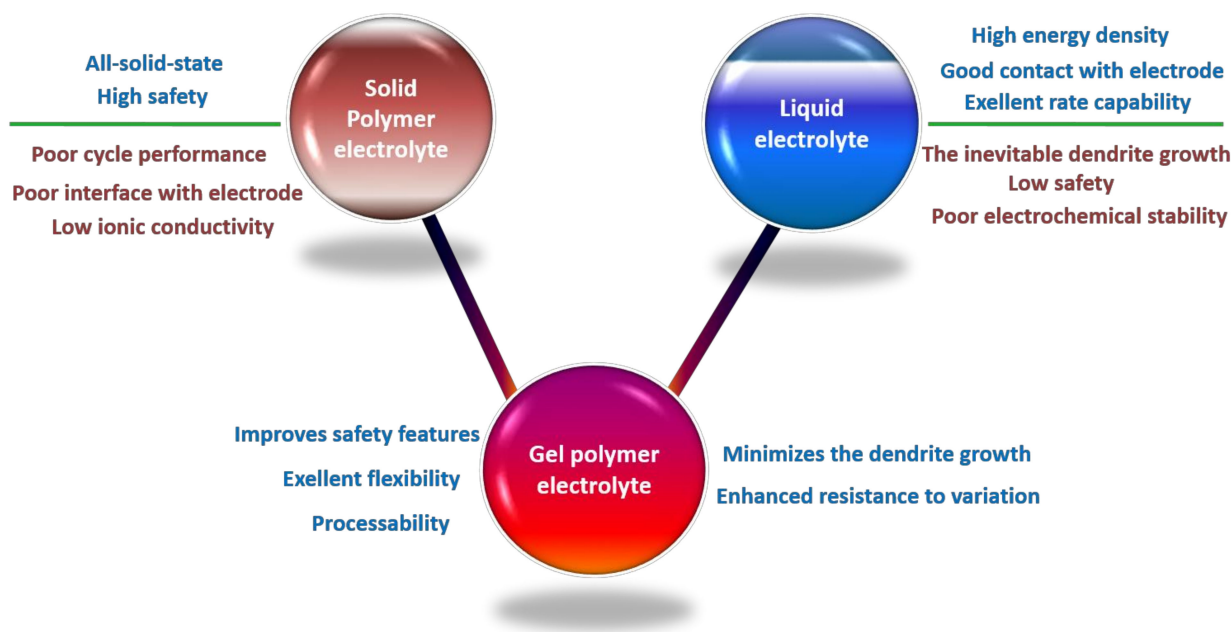 All-solid-state
High safety
Poor cycle performance
Poor interface with electrode
Low ionic conductivity
Solid
Polymer
electrolyte
Liquid
electrolyte
High energy density
Good contact with electrode
Exellent rate capability
The inevitable dendrite growth
Low safety
Poor electrochemical stability
Improves safety features
Exellent flexibility
Processability
Gel polymer
electrolyte
Minimizes the dendrite growth
Enhanced resistance to variation